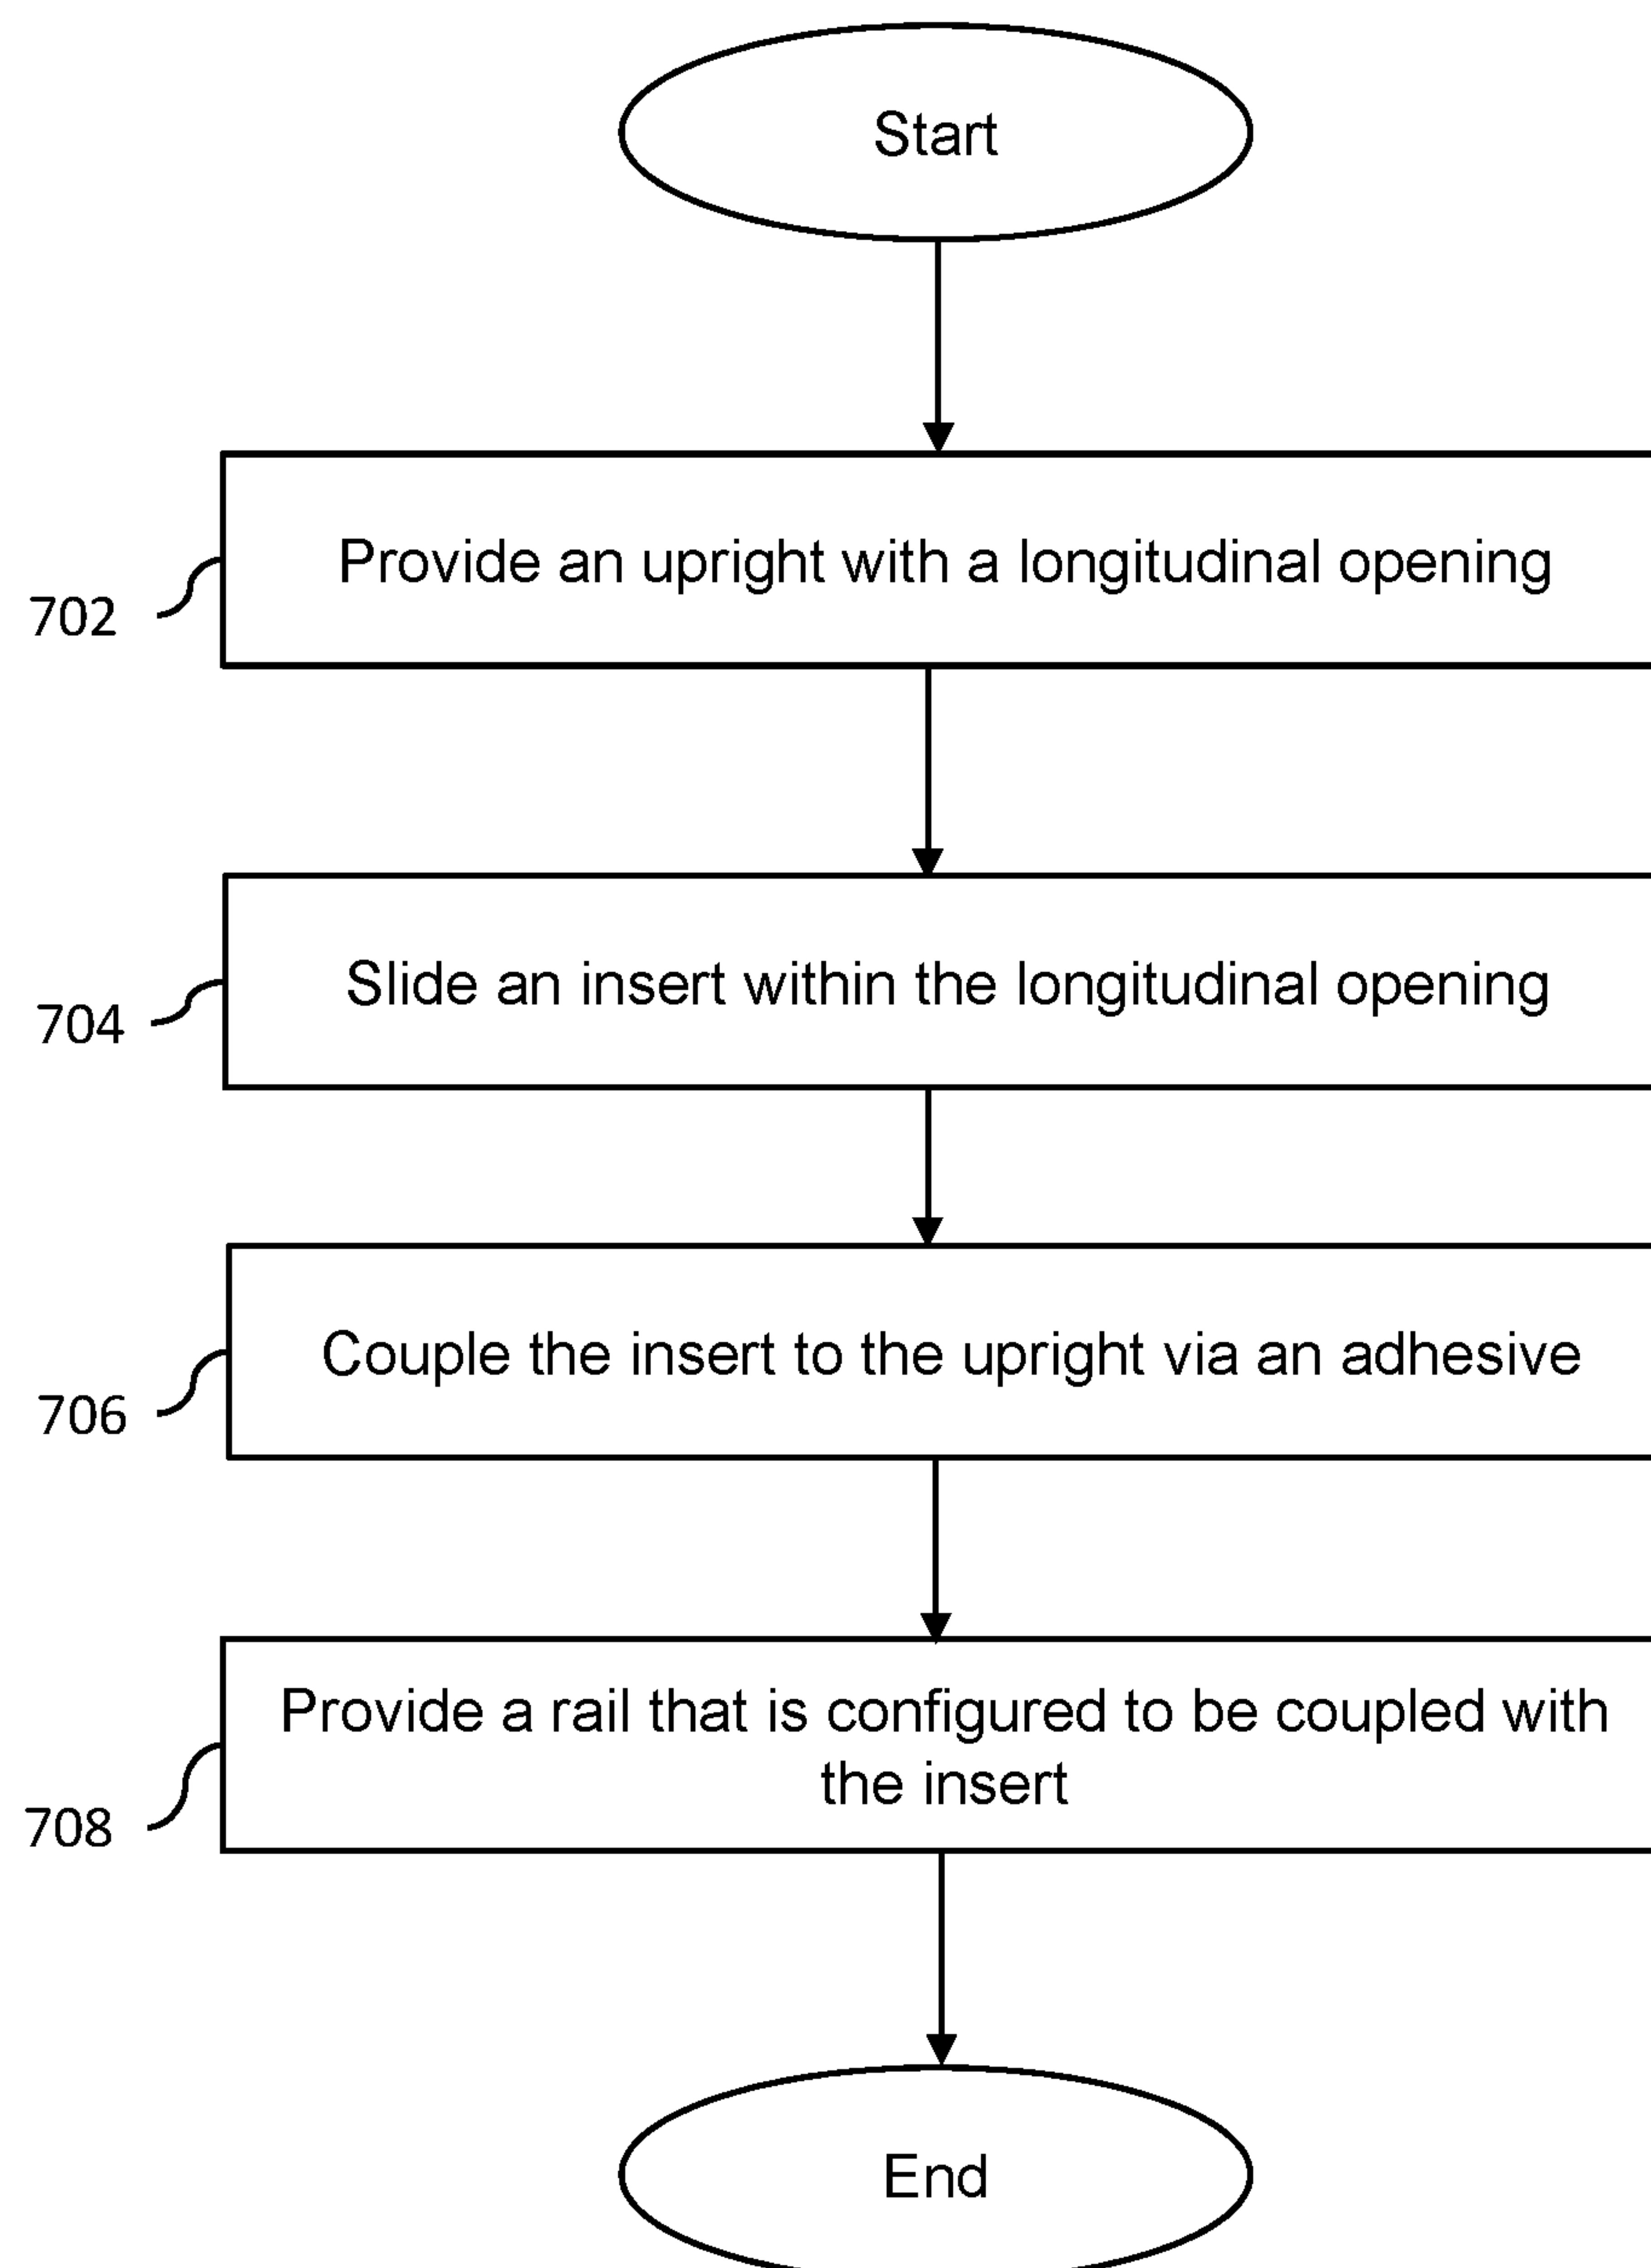 Start
Provide an upright with a longitudinal opening
702
Slide an insert within the longitudinal opening
704
Couple the insert to the upright via an adhesive
706
Provide a rail that is configured to be coupled with
the insert
708
End